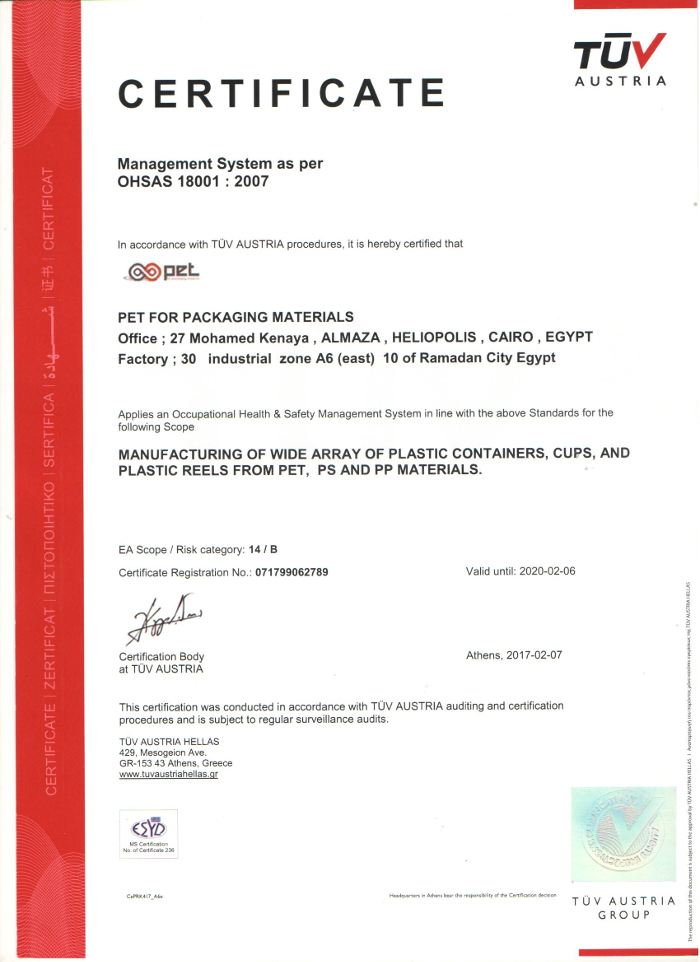 TÜV
AUSTRIA
CERTIFICATE
Management System as per
OHSAS 18001 : 2007
In accordance with TÜV AUSTRIA procedures, it is hereby certified that
pet
PET FOR PACKAGING MATERIALS
Office ; 27 Mohamed Kenaya , ALMAZA , HELIOPOLIS , CAIRO , EGYPT
Factory ; 30 industrial zone A6 (east) 10 of Ramadan City Egypt
Applies an Occupational Health & Safety Management System in line with the above Standards for the
following Scope
MANUFACTURING OF WIDE ARRAY OF PLASTIC CONTAINERS, CUPS, AND
PLASTIC REELS FROM PET, PS AND PP MATERIALS.
EA Scope / Risk category: 14 / B
Certificate Registration No.: 071799062789
Valid until: 2020-02-06
Certification Body
at TÜV AUSTRIA
Athens, 2017-02-07
This certification was conducted in accordance with TÜV AUSTRIA auditing and certification
procedures and is subject to regular surveillance audits.
TÜV AUSTRIA HELLAS
429, Mesogeion Ave.
GR-153 43 Athens, Greece
www.tuvaustriahellas.gr
ESYD
MS Certification
No. of Certificate 236
Headquarters in Athens bear the responsibility of the Certification decision
TÜV AUSTRIA
GROUP
CERTIFICATE | ZERTIFICAT | ΠΙΣΤΟΠΟΙΗΤΙΚΟ | SERTIFICA | شهادة | 证书 | CERTIFICAT
The reproduction of this document is subject to the approval by TÜV AUSTRIA HELLAS